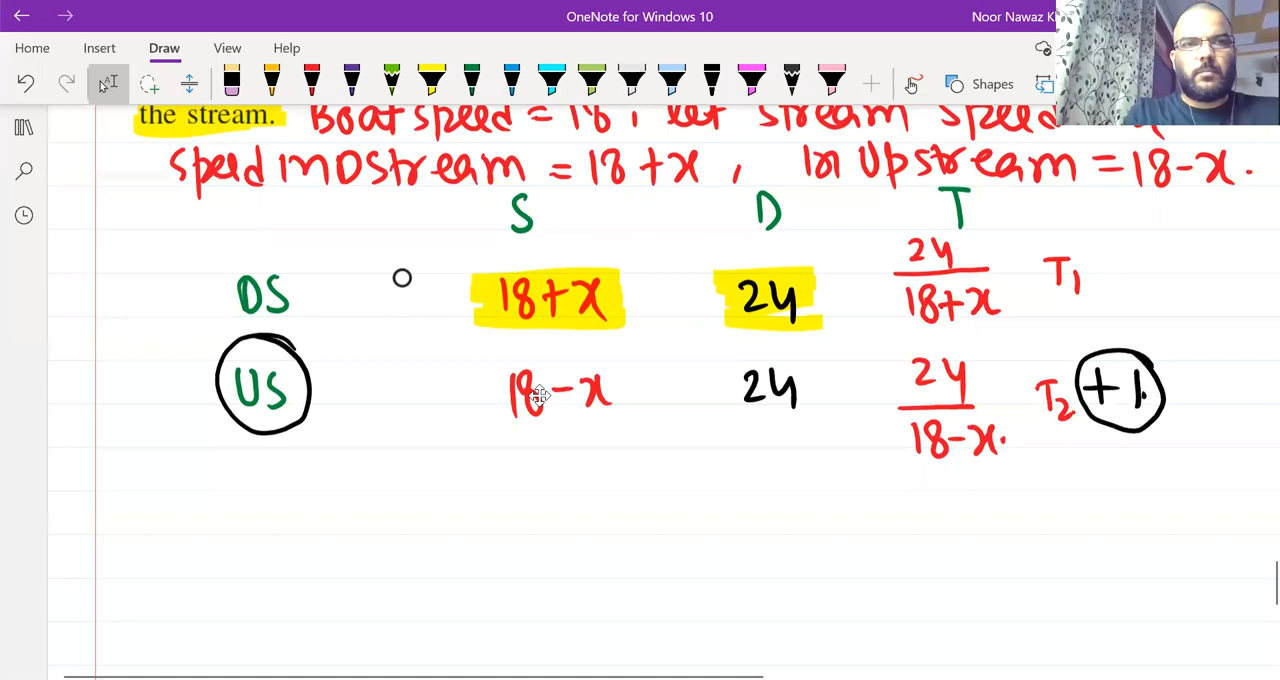 OneNote for Windows 10
Noor Nawaz K
Home Insert Draw View Help
Shapes
the stream. Boat speed = 18, let stream speed
speed in Dstream = 18+x, In Upstream = 18-x.
S D T
DS 18+x 24 24/18+x T1
US 18-x 24 24/18-x. T2 +1.